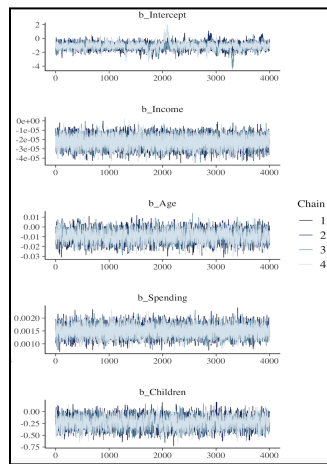 b_Intercept
2
0
-2
-4
0 1000 2000 3000 4000
b_Income
0e+00
-1e-05
-2e-05
-3e-05
-4e-05
0 1000 2000 3000 4000
b_Age
0.01
0.00
-0.01
-0.02
-0.03
0 1000 2000 3000 4000
Chain
1
2
3
4
b_Spending
0.0020
0.0015
0.0010
0 1000 2000 3000 4000
b_Children
0.00
-0.25
-0.50
-0.75
0 1000 2000 3000 4000